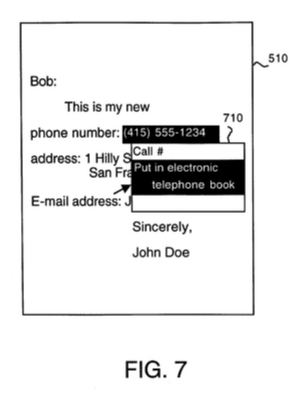 510
Bob:
This is my new
phone number: (415) 555-1234
710
Call #
address: 1 Hilly S
Put in electronic
San Fra
telephone book
E-mail address: J
Sincerely,
John Doe
FIG. 7